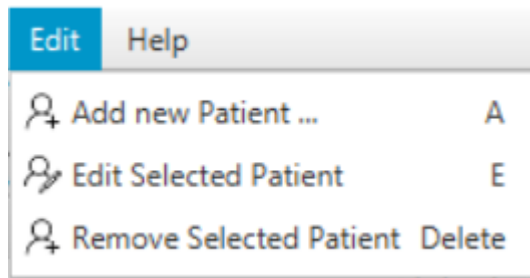 Edit Help
Add new Patient ... A
Edit Selected Patient E
Remove Selected Patient Delete